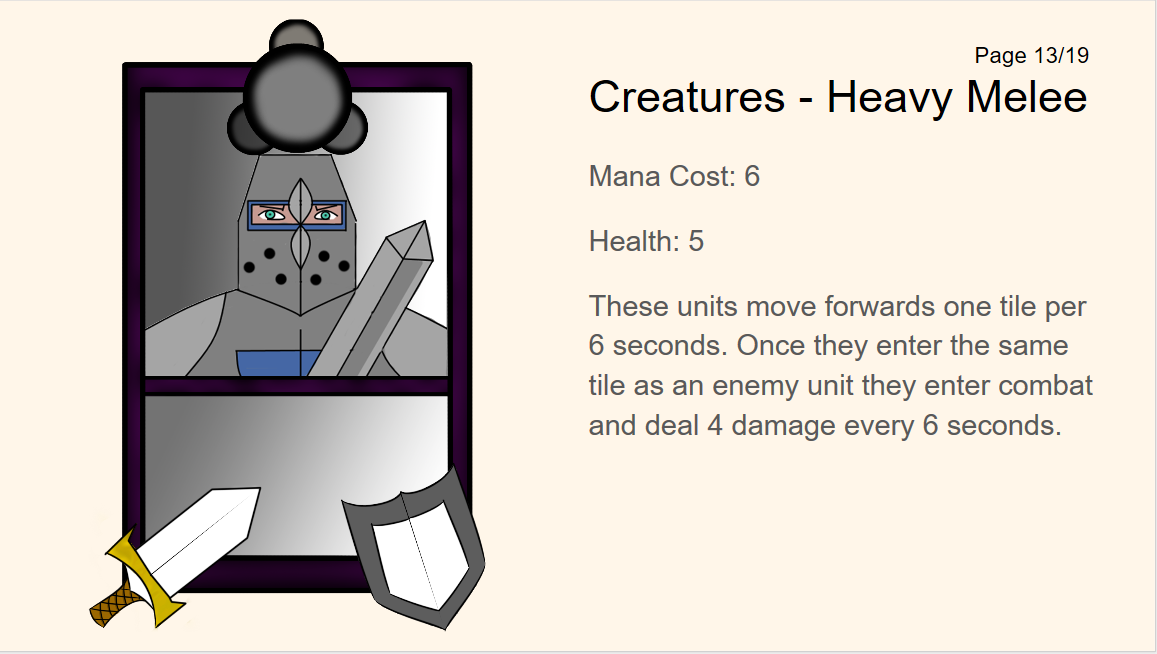 Page 13/19
Creatures - Heavy Melee
Mana Cost: 6
Health: 5
These units move forwards one tile per
6 seconds. Once they enter the same
tile as an enemy unit they enter combat
and deal 4 damage every 6 seconds.